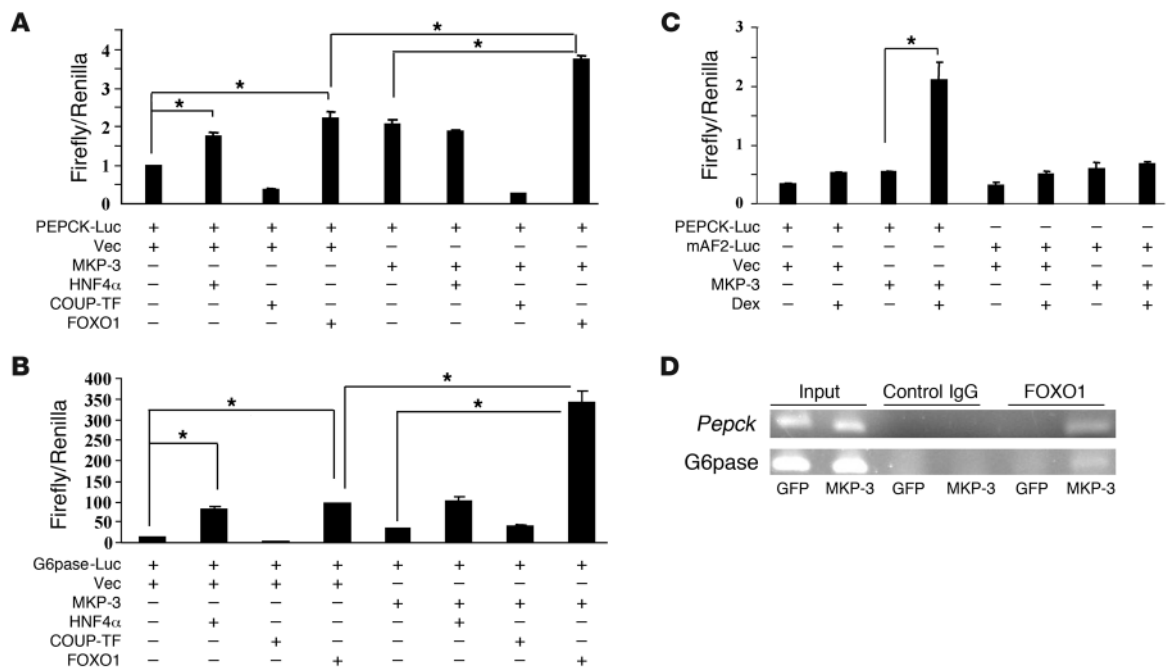 A
Firefly/Renilla
4
3
2
1
0
* * * *
PEPCK-Luc + + + + + + + +
Vec + + + + – – – –
MKP-3 – – – – + + + +
HNF4α – + – – – + – –
COUP-TF – – + – – – + –
FOXO1 – – – + – – – +
B
Firefly/Renilla
400
350
300
250
200
150
100
50
0
* * * *
G6pase-Luc + + + + + + + +
Vec + + + + – – – –
MKP-3 – – – – + + + +
HNF4α – + – – – + – –
COUP-TF – – + – – – + –
FOXO1 – – – + – – – +
C
Firefly/Renilla
3
2
1
0
*
PEPCK-Luc + + + + – – – –
mAF2-Luc – – – – + + + +
Vec + + – – + + – –
MKP-3 – – + + – – + +
Dex – + – + – + – +
D
Input Control IgG FOXO1
Pepck
G6pase
GFP MKP-3 GFP MKP-3 GFP MKP-3